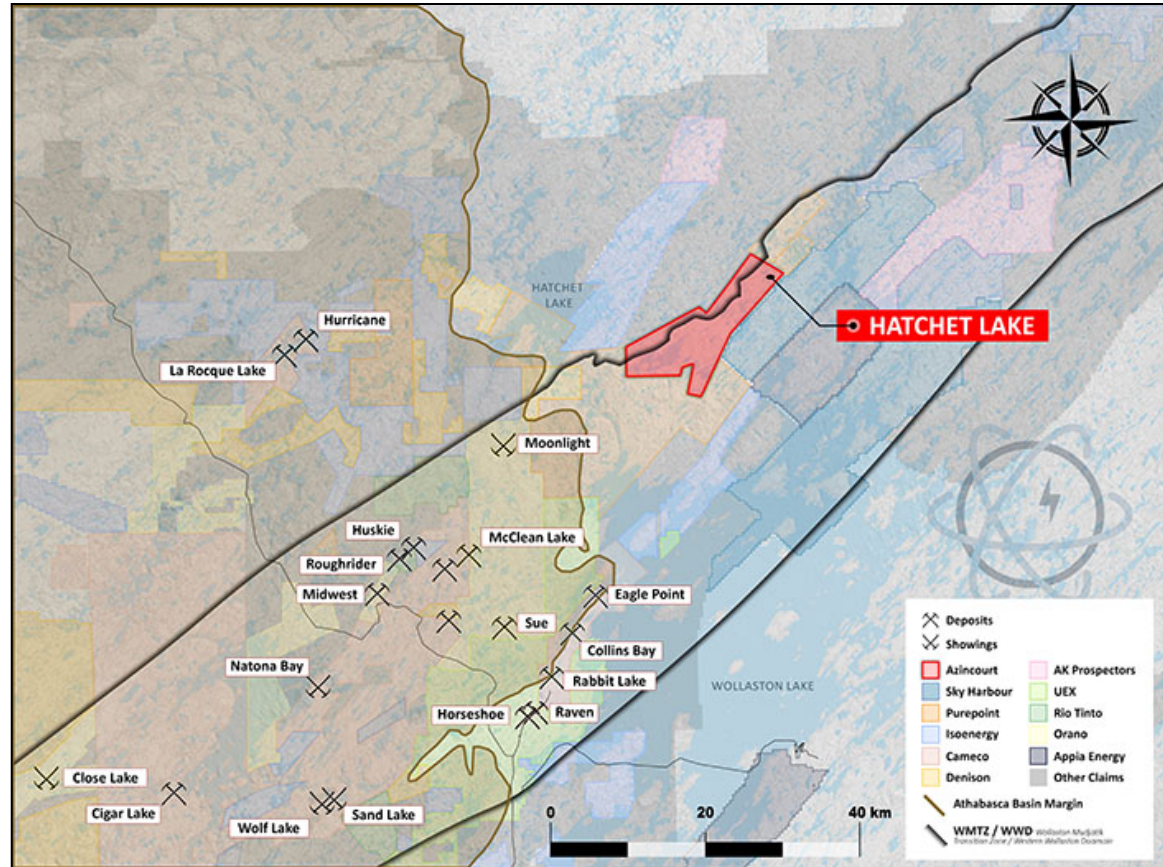 HATCHET
LAKE
HATCHET LAKE
Hurricane
La Rocque Lake
Moonlight
Huskie
McClean Lake
Roughrider
Midwest
Eagle Point
Sue
Collins Bay
Natona Bay
Rabbit Lake
WOLLASTON LAKE
Horseshoe
Raven
Close Lake
Cigar Lake
Wolf Lake
Sand Lake
0 20 40 km
Deposits
Showings
Azincourt
Sky Harbour
Purepoint
Isoenergy
Cameco
Denison
AK Prospectors
UEX
Rio Tinto
Orano
Appia Energy
Other Claims
Athabasca Basin Margin
WMTZ / WWD Wollaston Mudjatik
Transition Zone / Western Wollaston Domain